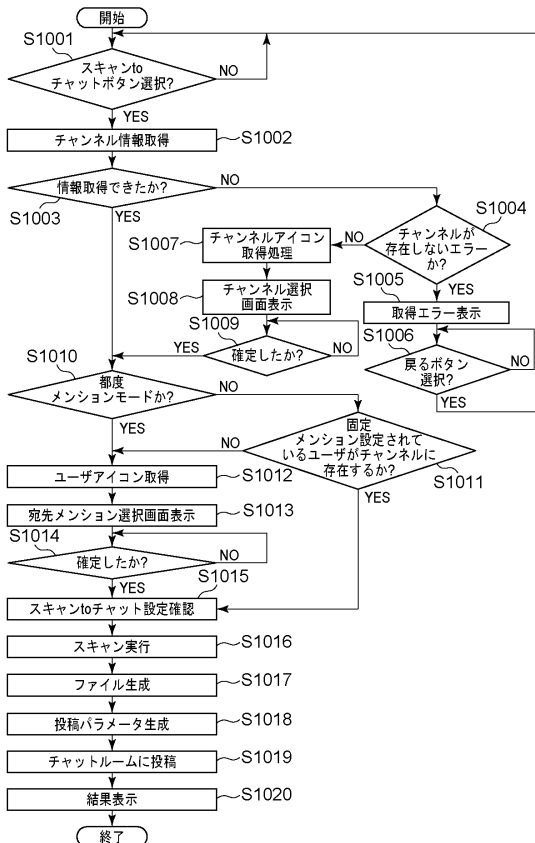 開始
S1001
スキャンto
チャットボタン選択?
NO
YES
チャンネル情報取得
S1002
情報取得できたか?
NO
S1003
YES
S1004
チャンネルが
存在しないエラー
か?
NO
YES
S1007
チャンネルアイコン
取得処理
S1005
取得エラー表示
S1008
チャンネル選択
画面表示
S1006
戻るボタン
選択?
NO
YES
S1009
確定したか?
YES
NO
S1010
都度
メンションモードか?
NO
YES
固定
メンション設定されて
いるユーザがチャンネルに
存在するか?
NO
S1011
YES
ユーザアイコン取得
S1012
宛先メンション選択画面表示
S1013
S1014
確定したか?
NO
YES
S1015
スキャンtoチャット設定確認
スキャン実行
S1016
ファイル生成
S1017
投稿パラメータ生成
S1018
チャットルームに投稿
S1019
結果表示
S1020
終了